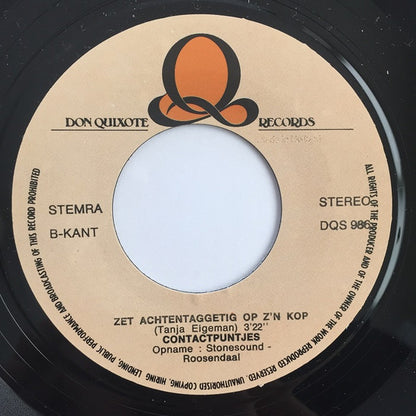 DON QUIXOTE RECORDS
STEMRA
STEREO
B-KANT
DQS 986
ZET ACHTENTAGGETIG OP Z'N KOP
(Tanja Eigeman) 3'22"
CONTACTPUNTJES
Opname : Stonesound -
Roosendaal
ALL RIGHTS OF THE PRODUCER AND OF THE OWNER OF THE WORK REPRODUCED RESERVED. UNAUTHORISED COPYING, HIRING, LENDING, PUBLIC PERFORMANCE AND BROADCASTING OF THIS RECORD PROHIBITED